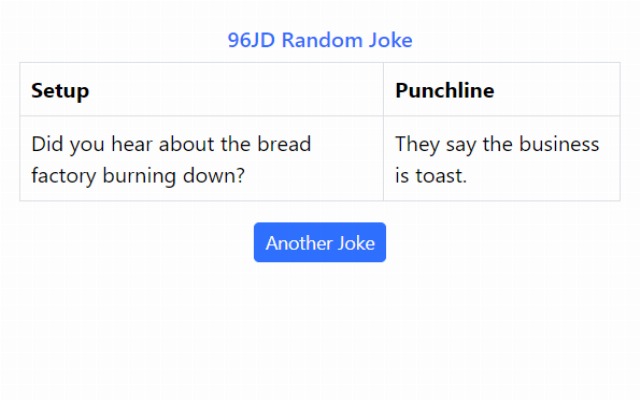 96JD Random Joke
Setup
Punchline
Did you hear about the bread
factory burning down?
They say the business
is toast.
Another Joke